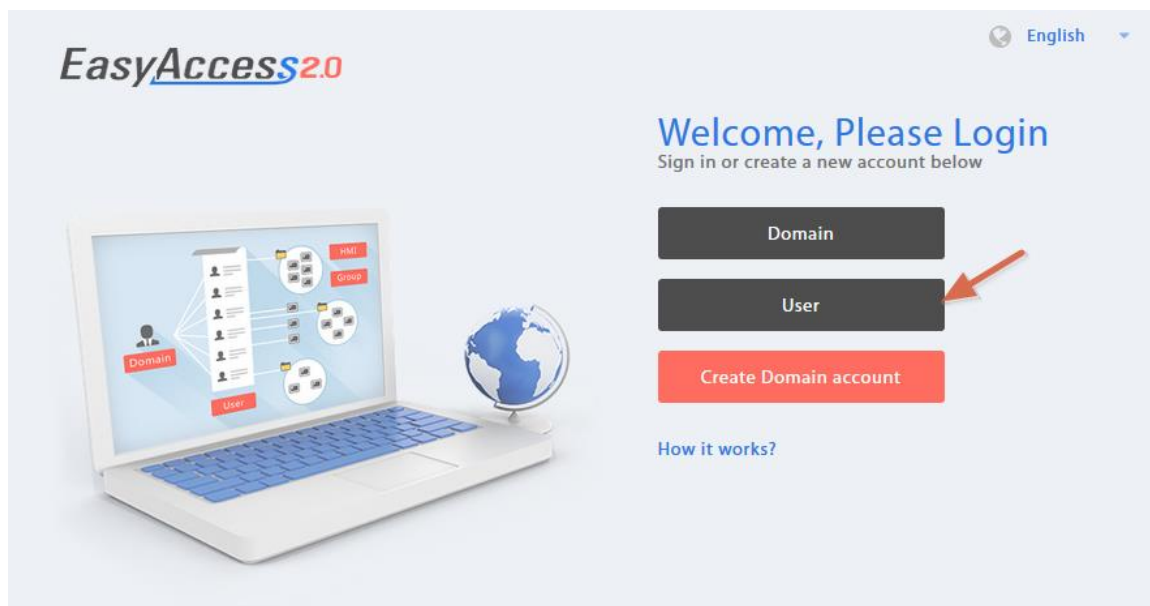 English
EasyAccess2.0
Welcome, Please Login
Sign in or create a new account below
Domain
User
Create Domain account
How it works?
HMI
Group
Domain
User